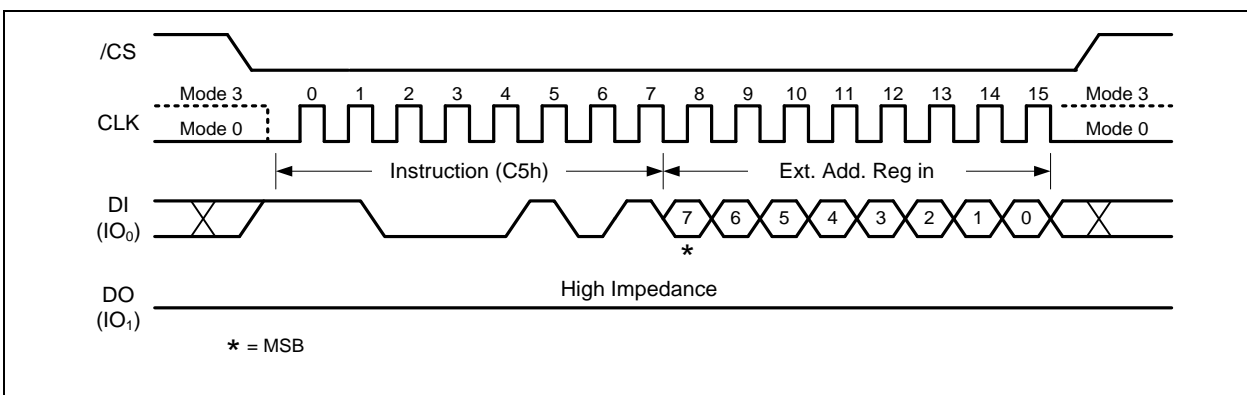 /CS
Mode 3 0 1 2 3 4 5 6 7 8 9 10 11 12 13 14 15 Mode 3
CLK
Mode 0 Mode 0
Instruction (C5h) Ext. Add. Reg in
DI
(IO₀)
7 6 5 4 3 2 1 0
*
High Impedance
DO
(IO₁)
* = MSB